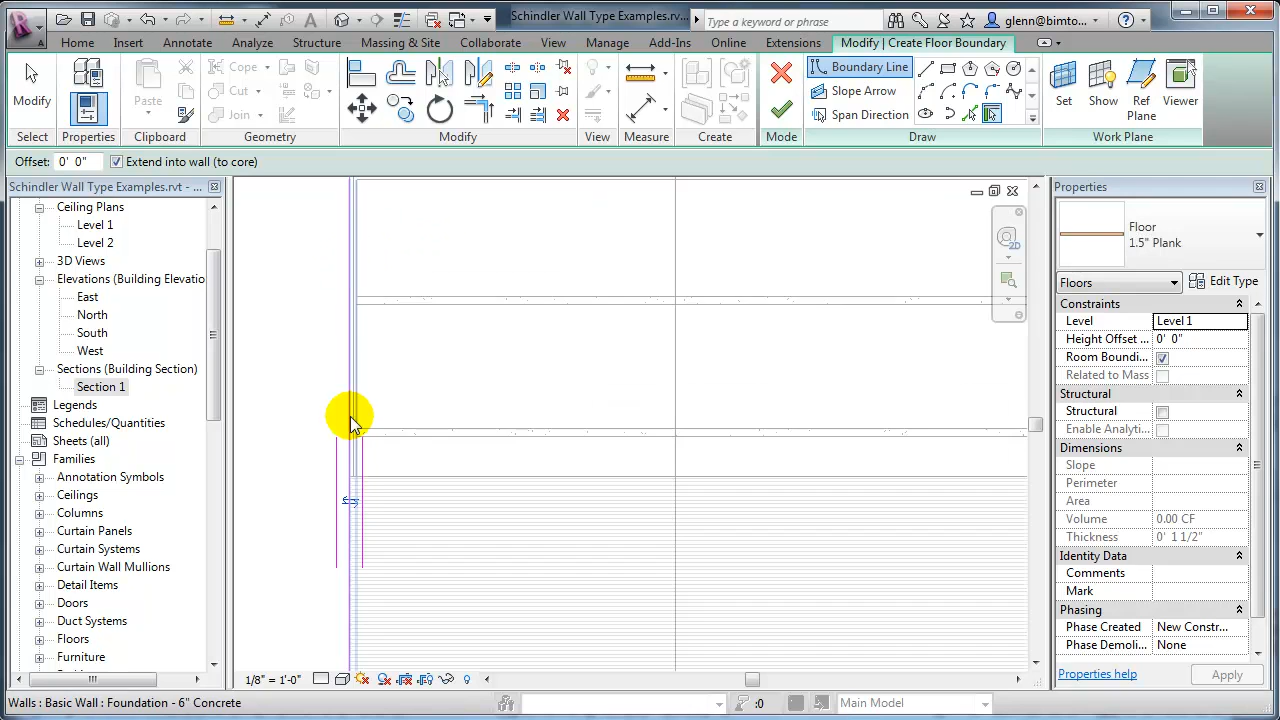 Schindler Wall Type Examples.rvt...
Type a keyword or phrase
glenn@bimto...
Home Insert Annotate Analyze Structure Massing & Site Collaborate View Manage Add-Ins Online Extensions Modify | Create Floor Boundary
Modify
Paste
Cope
Cut
Join
Boundary Line
Slope Arrow
Span Direction
Set
Show
Ref Plane
Viewer
Select Properties Clipboard Geometry Modify View Measure Create Mode Draw Work Plane
Offset: 0' 0" Extend into wall (to core)
Schindler Wall Type Examples.rvt - ...
Ceiling Plans
Level 1
Level 2
3D Views
Elevations (Building Elevatio
East
North
South
West
Sections (Building Section)
Section 1
Legends
Schedules/Quantities
Sheets (all)
Families
Annotation Symbols
Ceilings
Columns
Curtain Panels
Curtain Systems
Curtain Wall Mullions
Detail Items
Doors
Duct Systems
Floors
Furniture
2D
Properties
Floor
1.5" Plank
Floors Edit Type
Constraints
Level Level 1
Height Offset ... 0' 0"
Room Boundi...
Related to Mass
Structural
Structural
Enable Analyti...
Dimensions
Slope
Perimeter
Area
Volume 0.00 CF
Thickness 0' 1 1/2"
Identity Data
Comments
Mark
Phasing
Phase Created New Constr...
Phase Demoli... None
Properties help Apply
1/8" = 1'-0"
Walls : Basic Wall : Foundation - 6" Concrete
:0
Main Model